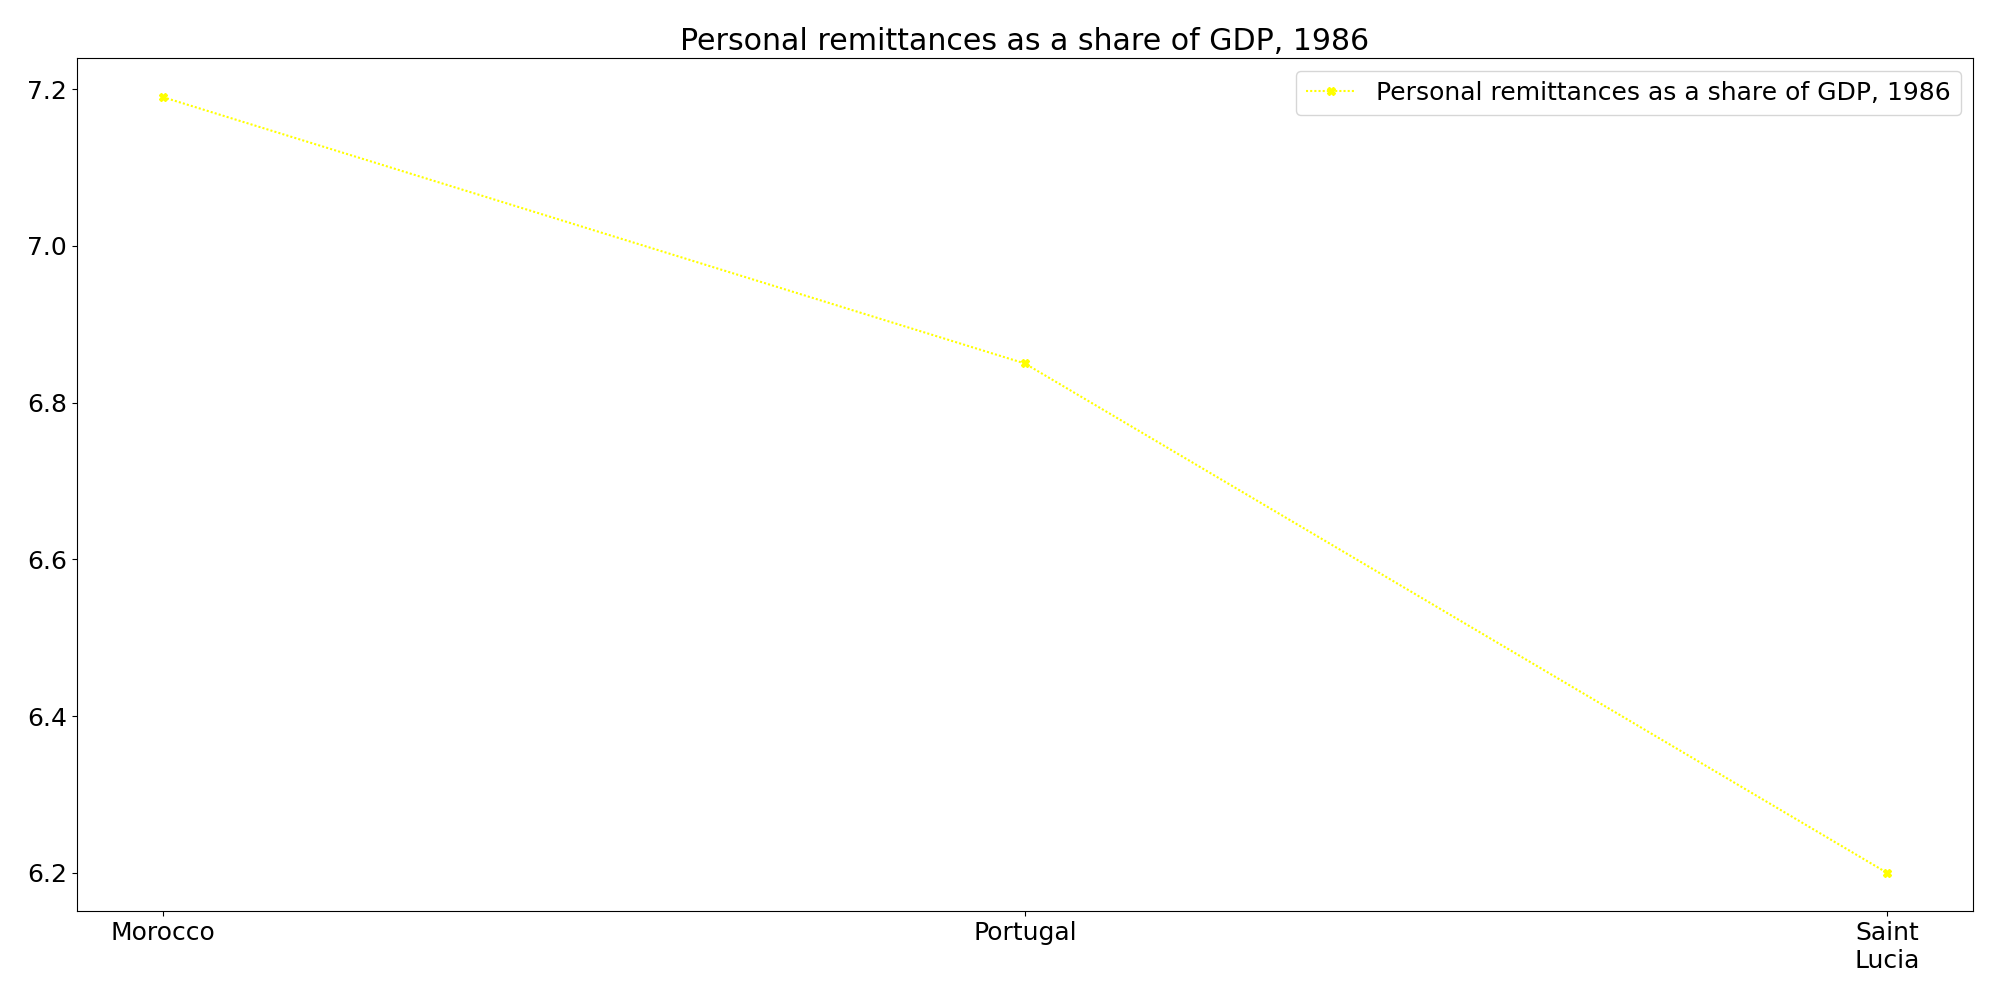 Personal remittances as a share of GDP, 1986
Personal remittances as a share of GDP, 1986
7.2
7.0
6.8
6.6
6.4
6.2
Morocco
Portugal
Saint
Lucia